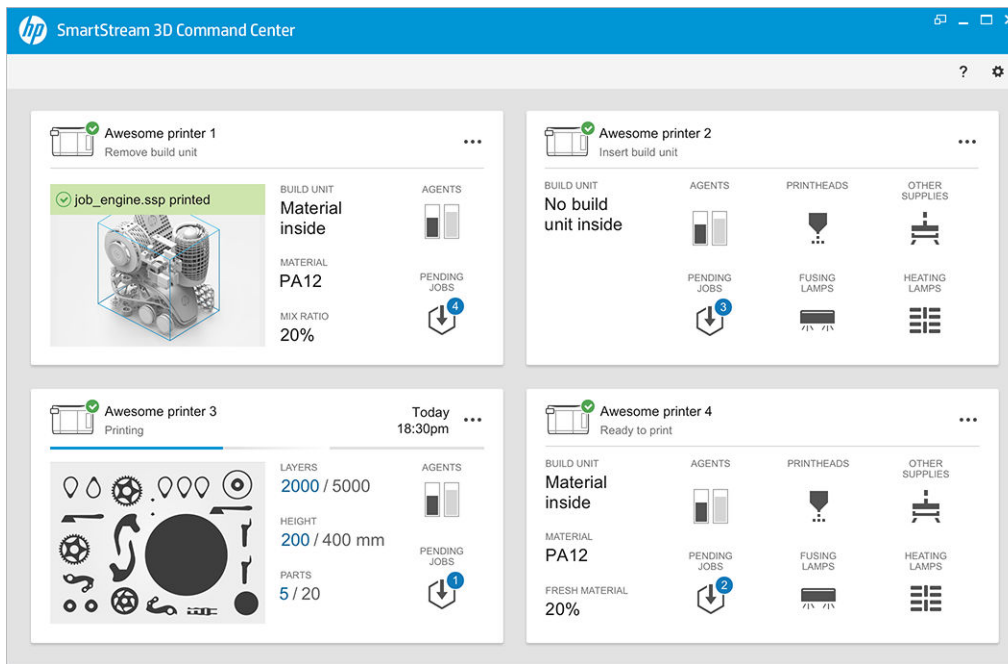 hp SmartStream 3D Command Center
?
Awesome printer 1
Remove build unit
job_engine.ssp printed
BUILD UNIT
Material
inside
MATERIAL
PA12
MIX RATIO
20%
AGENTS
PENDING
JOBS
4
Awesome printer 2
Insert build unit
BUILD UNIT
No build
unit inside
AGENTS
PRINTHEADS
OTHER
SUPPLIES
PENDING
JOBS
3
FUSING
LAMPS
HEATING
LAMPS
Awesome printer 3
Printing
Today
18:30pm
LAYERS
2000 / 5000
HEIGHT
200 / 400 mm
PARTS
5 / 20
AGENTS
PENDING
JOBS
1
Awesome printer 4
Ready to print
BUILD UNIT
Material
inside
MATERIAL
PA12
FRESH MATERIAL
20%
AGENTS
PRINTHEADS
OTHER
SUPPLIES
PENDING
JOBS
2
FUSING
LAMPS
HEATING
LAMPS